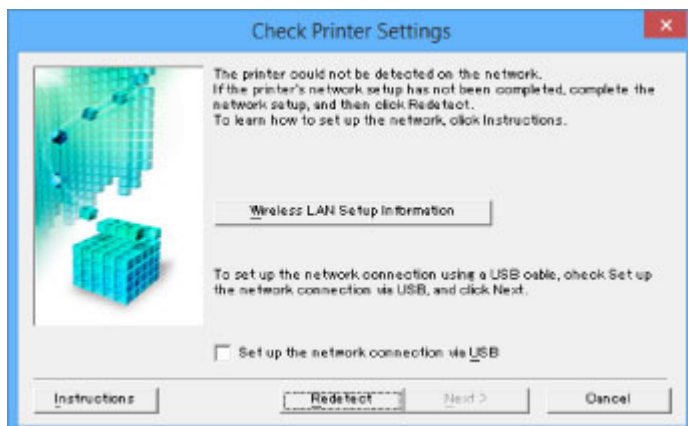 Check Printer Settings
The printer could not be detected on the network.
If the printer's network setup has not been completed, complete the
network setup, and then click Redetect.
To learn how to set up the network, click Instructions.
Wireless LAN Setup Information
To set up the network connection using a USB cable, check Set up
the network connection via USB, and click Next.
Set up the network connection via USB
Instructions
Redetect
Next >
Cancel